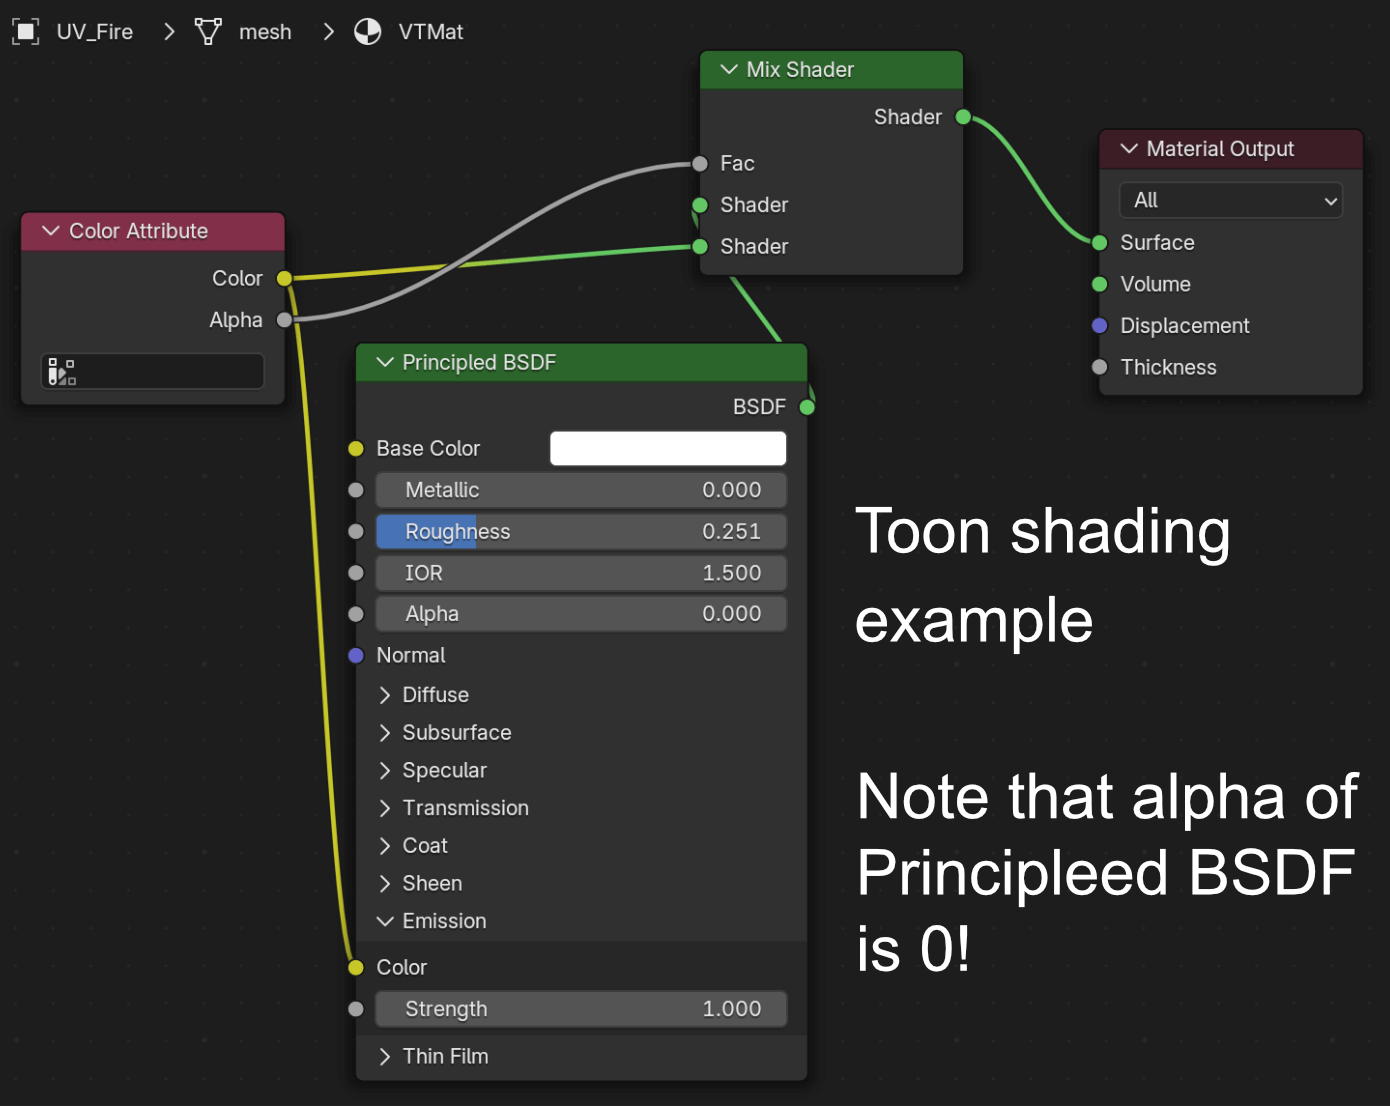 UV_Fire > mesh > VTMat
Mix Shader
Shader
Fac
Shader
Shader
Material Output
All
Surface
Volume
Displacement
Thickness
Color Attribute
Color
Alpha
Principled BSDF
BSDF
Base Color
Metallic 0.000
Roughness 0.251
IOR 1.500
Alpha 0.000
Normal
Diffuse
Subsurface
Specular
Transmission
Coat
Sheen
Emission
Color
Strength 1.000
Thin Film
Toon shading
example
Note that alpha of
Principleed BSDF
is 0!